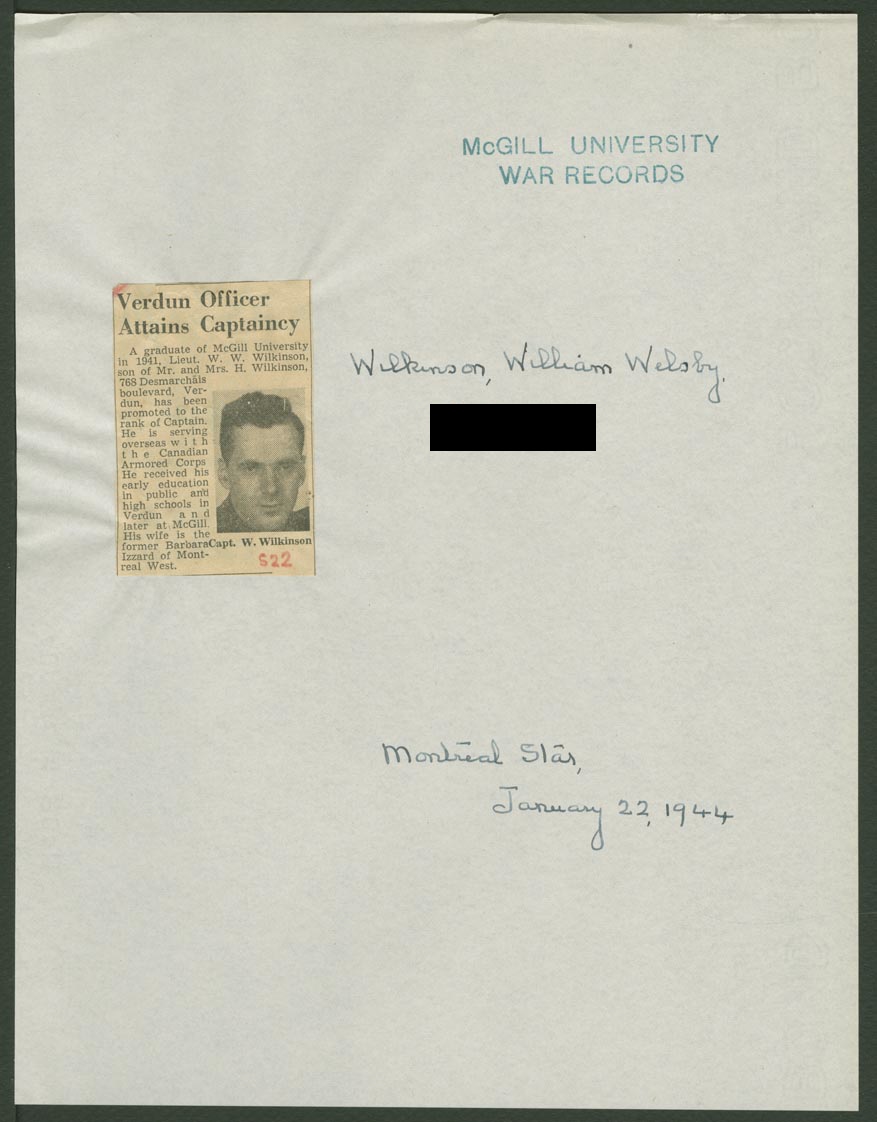 McGILL UNIVERSITY
WAR RECORDS
Verdun Officer
Attains Captaincy
A graduate of McGill University
in 1941, Lieut. W. W. Wilkinson,
son of Mr. and Mrs. H. Wilkinson,
768 Desmarchais
boulevard, Ver-
dun, has been
promoted to the
rank of Captain.
He is serving
overseas with
the Canadian
Armored Corps
He received his
early education
in public and
high schools in
Verdun and
later at McGill.
His wife is the
former Barbara
Izzard of Mont-
real West.
Capt. W. Wilkinson
S22
Wilkinson, William Welsby.
Montreal Star,
January 22, 1944